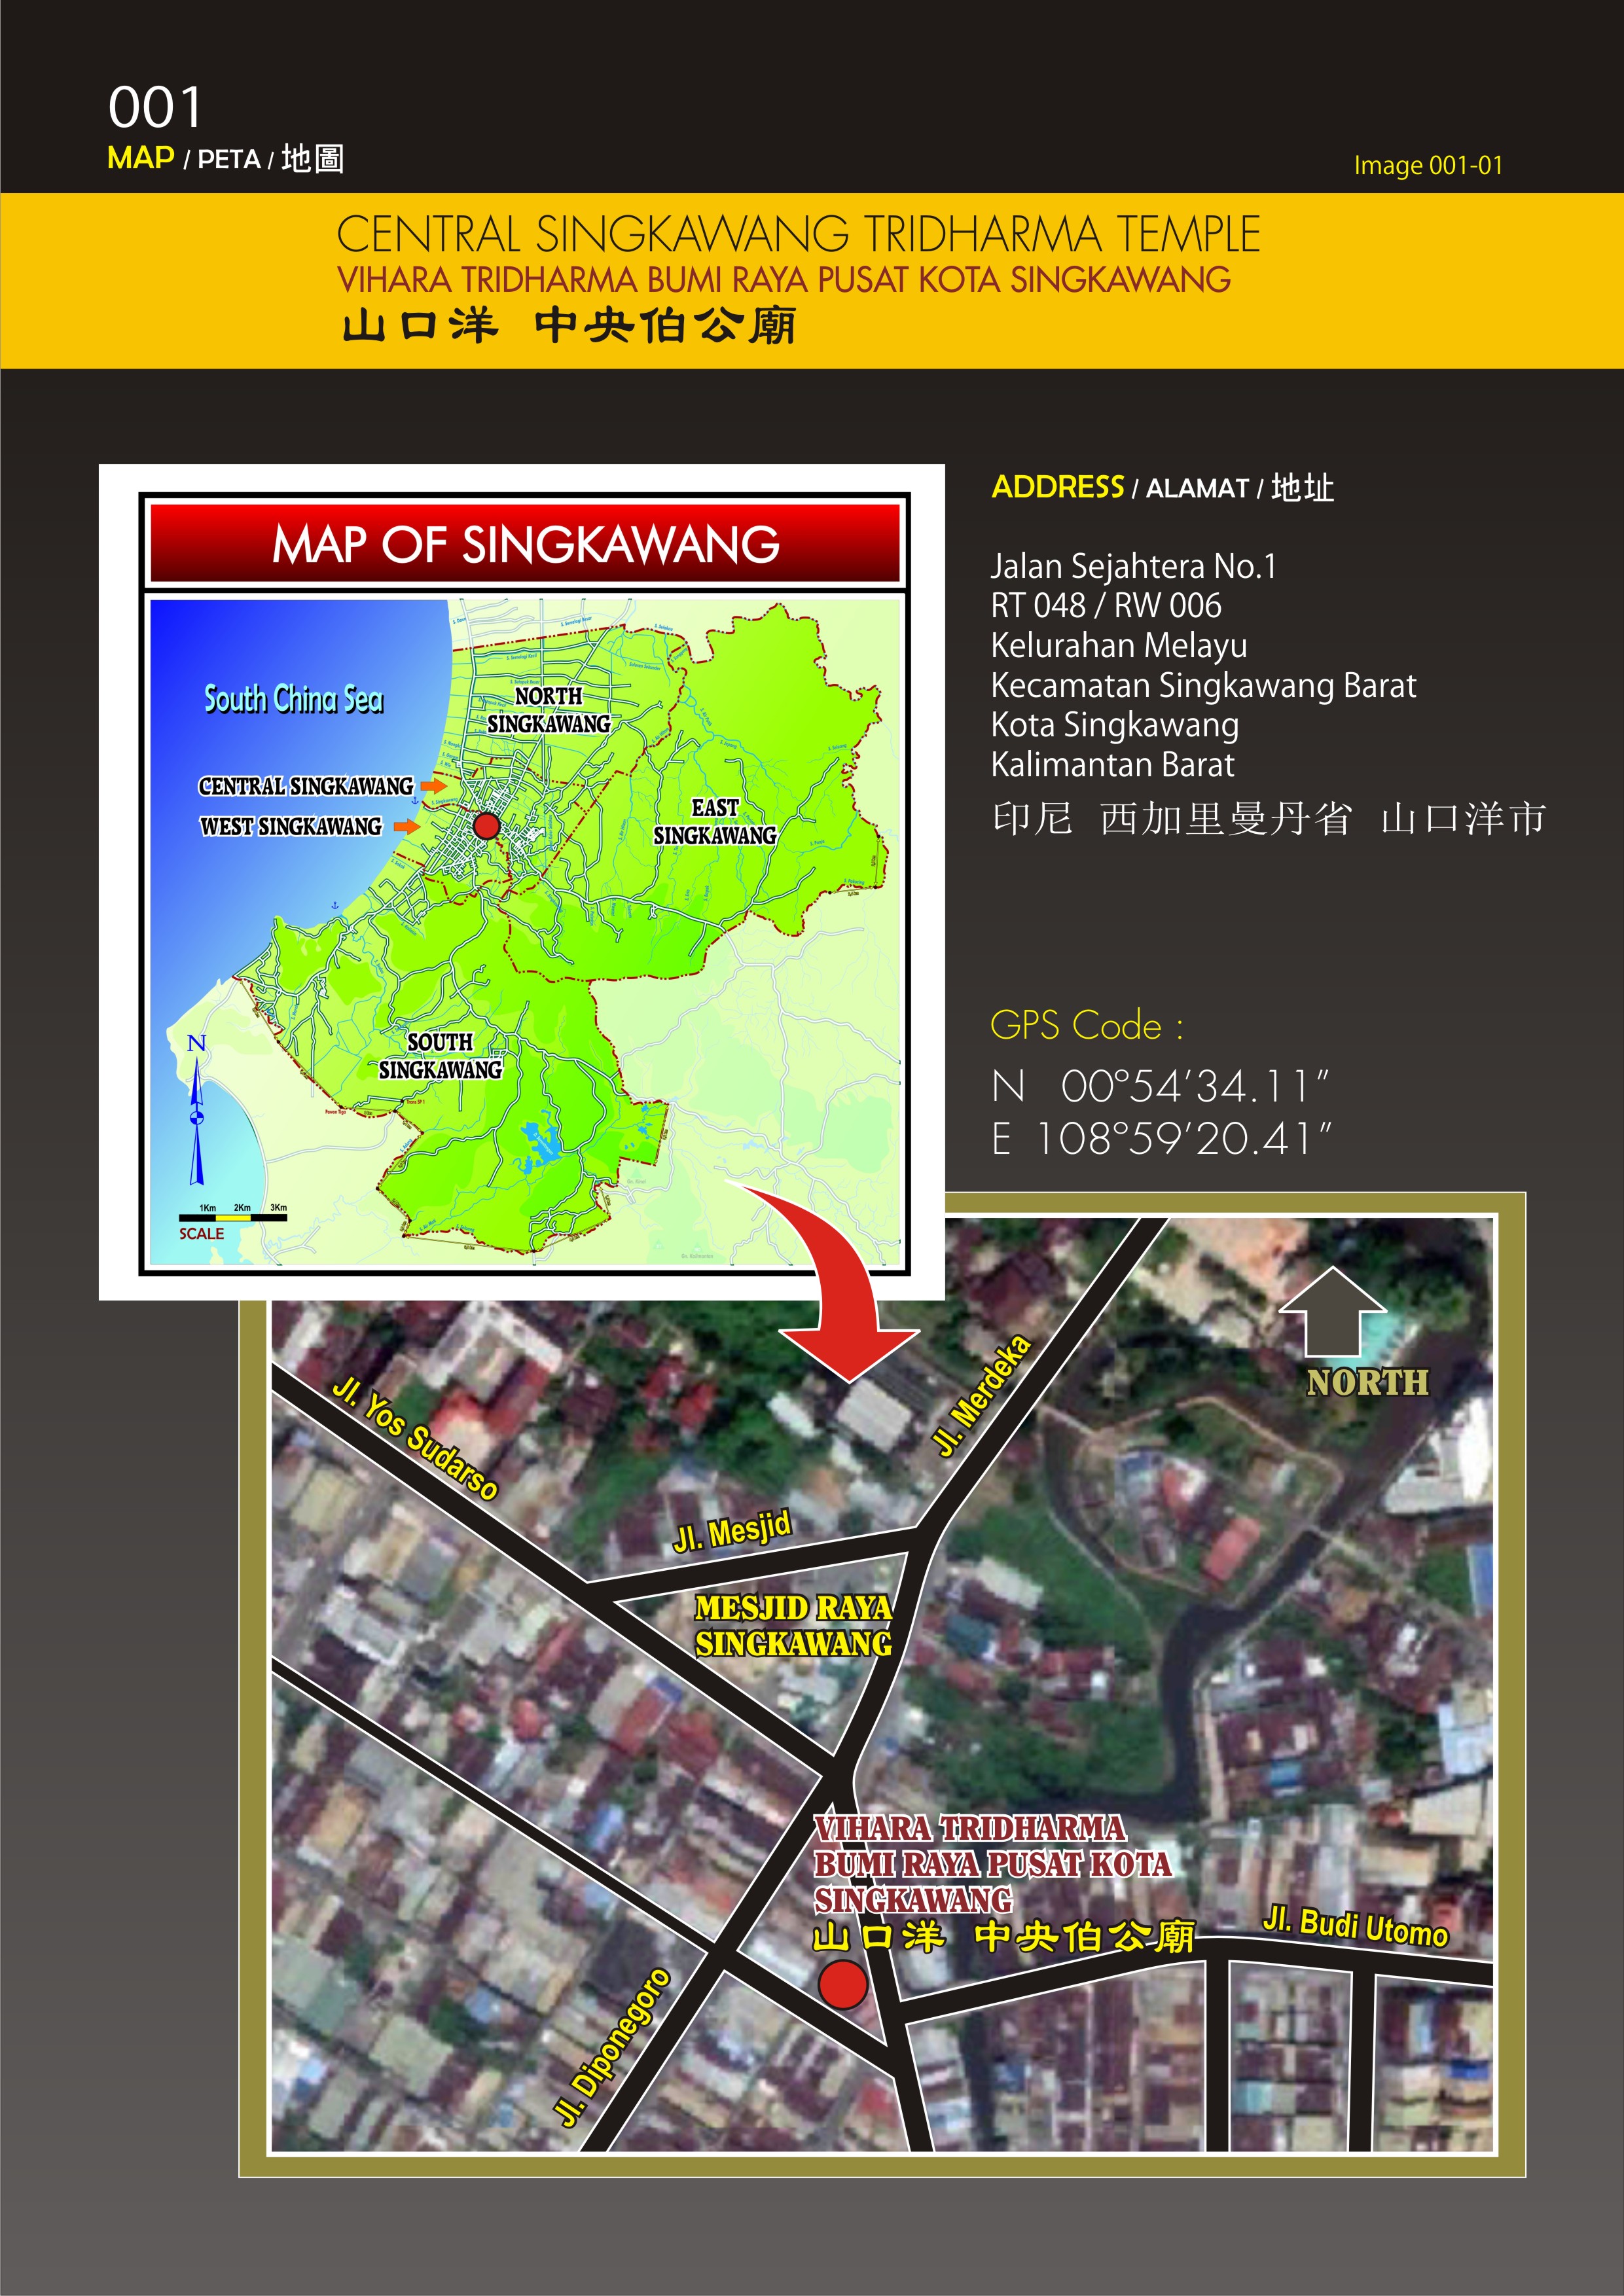 001
MAP / PETA / 地圖
Image 001-01
CENTRAL SINGKAWANG TRIDHARMA TEMPLE
VIHARA TRIDHARMA BUMI RAYA PUSAT KOTA SINGKAWANG
山口洋 中央伯公廟
MAP OF SINGKAWANG
South China Sea
NORTH
SINGKAWANG
CENTRAL SINGKAWANG
WEST SINGKAWANG
EAST
SINGKAWANG
SOUTH
SINGKAWANG
N
1Km 2Km 3Km
SCALE
ADDRESS / ALAMAT / 地址
Jalan Sejahtera No.1
RT 048 / RW 006
Kelurahan Melayu
Kecamatan Singkawang Barat
Kota Singkawang
Kalimantan Barat
印尼 西加里曼丹省 山口洋市
GPS Code :
N 00°54’34.11”
E 108°59’20.41”
NORTH
Jl. Merdeka
Jl. Yos Sudarso
Jl. Mesjid
MESJID RAYA
SINGKAWANG
VIHARA TRIDHARMA
BUMI RAYA PUSAT KOTA
SINGKAWANG
山口洋 中央伯公廟
Jl. Budi Utomo
Jl. Diponegoro